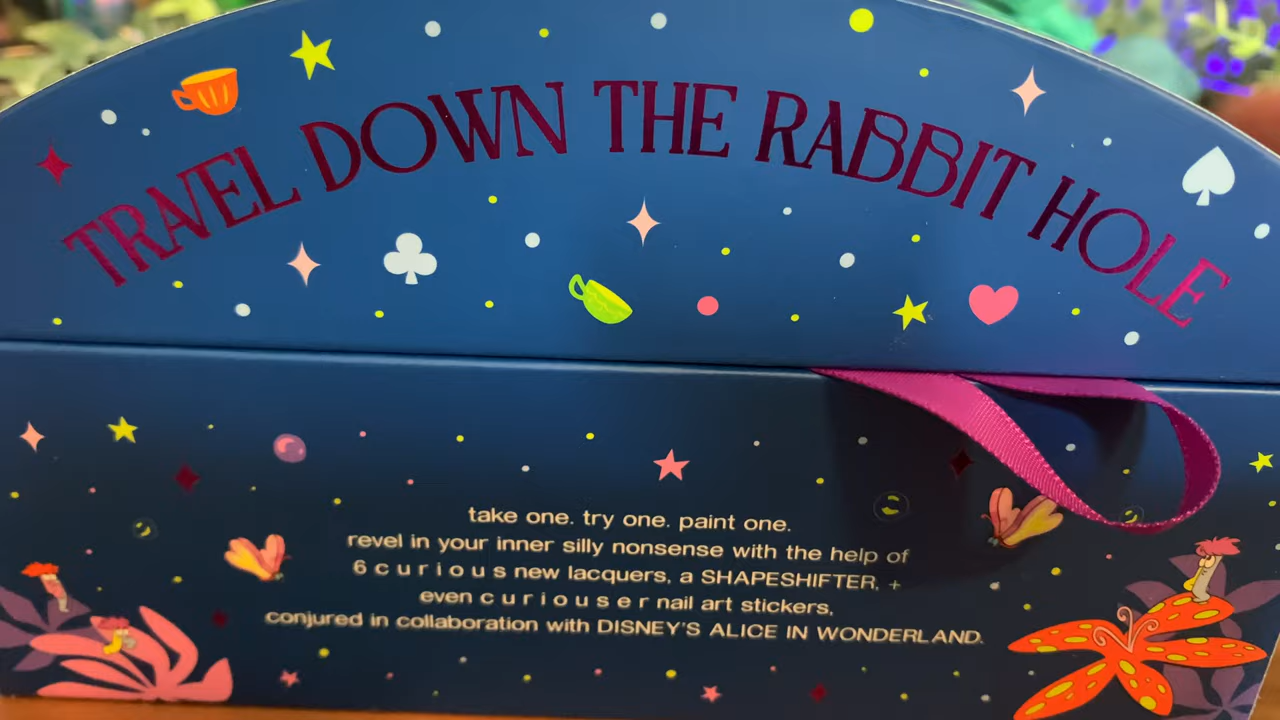 TRAVEL DOWN THE RABBIT HOLE
take one. try one. paint one.
revel in your inner silly nonsense with the help of
6 c u r i o u s new lacquers, a SHAPESHIFTER, +
even c u r i o u s e r nail art stickers,
conjured in collaboration with DISNEY'S ALICE IN WONDERLAND.